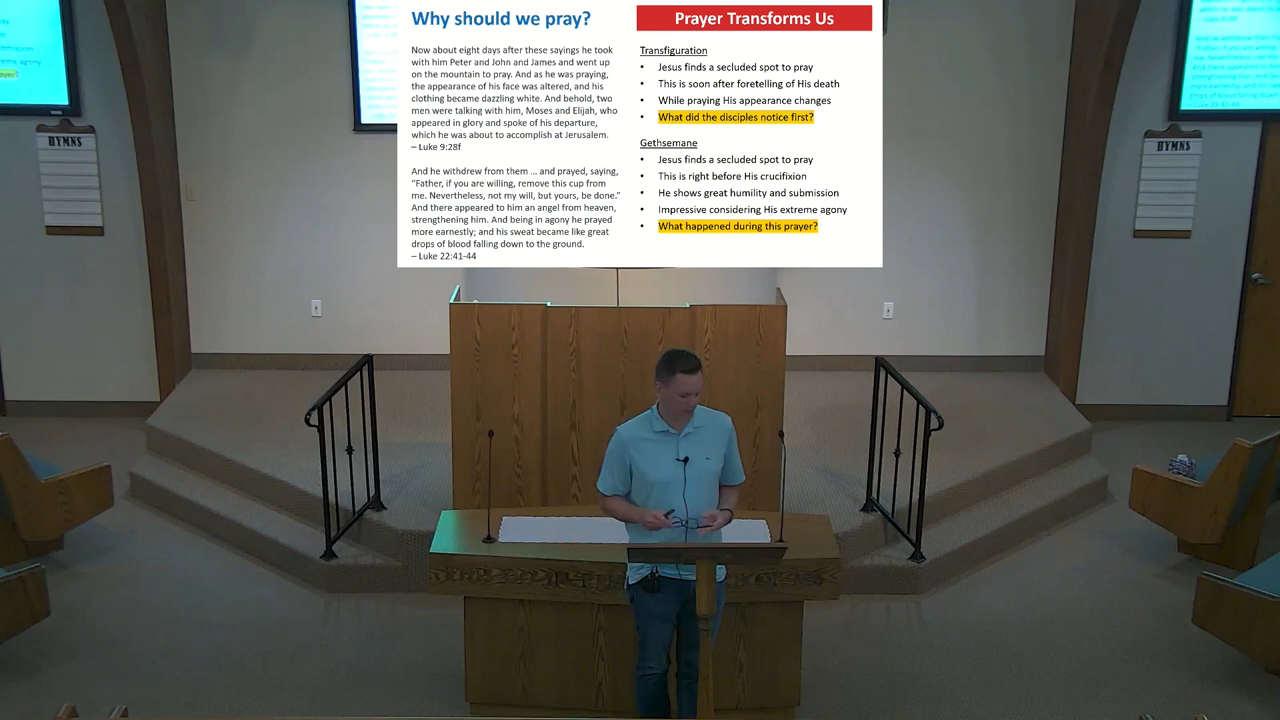 Why should we pray?
Now about eight days after these sayings he took
with him Peter and John and James and went up
on the mountain to pray. And as he was praying,
the appearance of his face was altered, and his
clothing became dazzling white. And behold, two
men were talking with him, Moses and Elijah, who
appeared in glory and spoke of his departure,
which he was about to accomplish at Jerusalem.
– Luke 9:28f
And he withdrew from them ... and prayed, saying,
“Father, if you are willing, remove this cup from
me. Nevertheless, not my will, but yours, be done.”
And there appeared to him an angel from heaven,
strengthening him. And being in agony he prayed
more earnestly; and his sweat became like great
drops of blood falling down to the ground.
– Luke 22:41-44
Prayer Transforms Us
Transfiguration
• Jesus finds a secluded spot to pray
• This is soon after foretelling of His death
• While praying His appearance changes
• What did the disciples notice first?
Gethsemane
• Jesus finds a secluded spot to pray
• This is right before His crucifixion
• He shows great humility and submission
• Impressive considering His extreme agony
• What happened during this prayer?
HYMNS
HYMNS